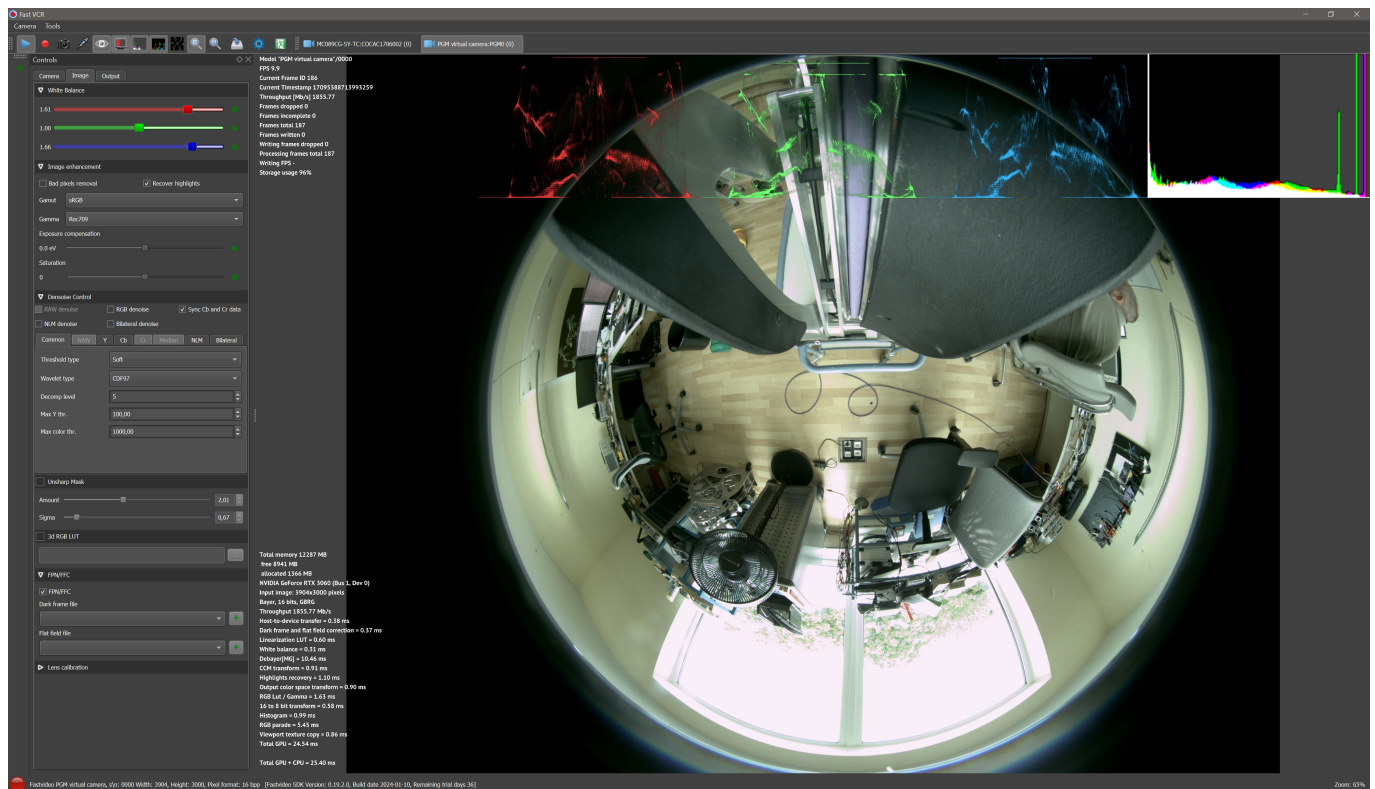 Fast VCR
Camera Tools
MC089CG-SY-TC:COCAC1706002 (0) PGM virtual camera:PGM0 (0)
Controls
Camera Image Output
White Balance
1.61
1.00
1.66
Image enhancement
Bad pixels removal Recover highlights
Gamut sRGB
Gamma Rec709
Exposure compensation
0.0 eV
Saturation
0
Denoise Control
RAW denoise RGB denoise Sync Cb and Cr data
NLM denoise Bilateral denoise
Common RAW Y Cb Cr Median NLM Bilateral
Threshold type Soft
Wavelet type CDF97
Decomp level 5
Max Y thr. 100,00
Max color thr. 1000,00
Unsharp Mask
Amount 2,01
Sigma 0,67
3d RGB LUT
FPN/FFC
FPN/FFC
Dark frame file
Flat field file
Lens calibration
Model "PGM virtual camera"/0000
FPS 9.9
Current Frame ID 186
Current Timestamp 17095388713993259
Throughput [Mb/s] 1855.77
Frames dropped 0
Frames incomplete 0
Frames total 187
Frames written 0
Writing frames dropped 0
Processing frames total 187
Writing FPS -
Storage usage 96%
Total memory 12287 MB
free 8941 MB
allocated 1366 MB
NVIDIA GeForce RTX 3060 (Bus 1, Dev 0)
Input image: 3904x3000 pixels
Bayer, 16 bits, GBRG
Throughput 1855.77 Mb/s
Host-to-device transfer = 0.38 ms
Dark frame and flat field correction = 0.37 ms
Linearization LUT = 0.60 ms
White balance = 0.31 ms
Debayer[MG] = 10.46 ms
CCM transform = 0.91 ms
Highlights recovery = 1.10 ms
Output color space transform = 0.90 ms
RGB Lut / Gamma = 1.63 ms
16 to 8 bit transform = 0.58 ms
Histogram = 0.99 ms
RGB parade = 5.45 ms
Viewport texture copy = 0.86 ms
Total GPU = 24.54 ms
Total GPU + CPU = 25.40 ms
Fastvideo PGM virtual camera, s/n: 0000 Width: 3904, Height: 3000, Pixel format: 16 bpp [Fastvideo SDK Version: 0.19.2.0, Build date 2024-01-10, Remaining trial days 36]
Zoom: 65%